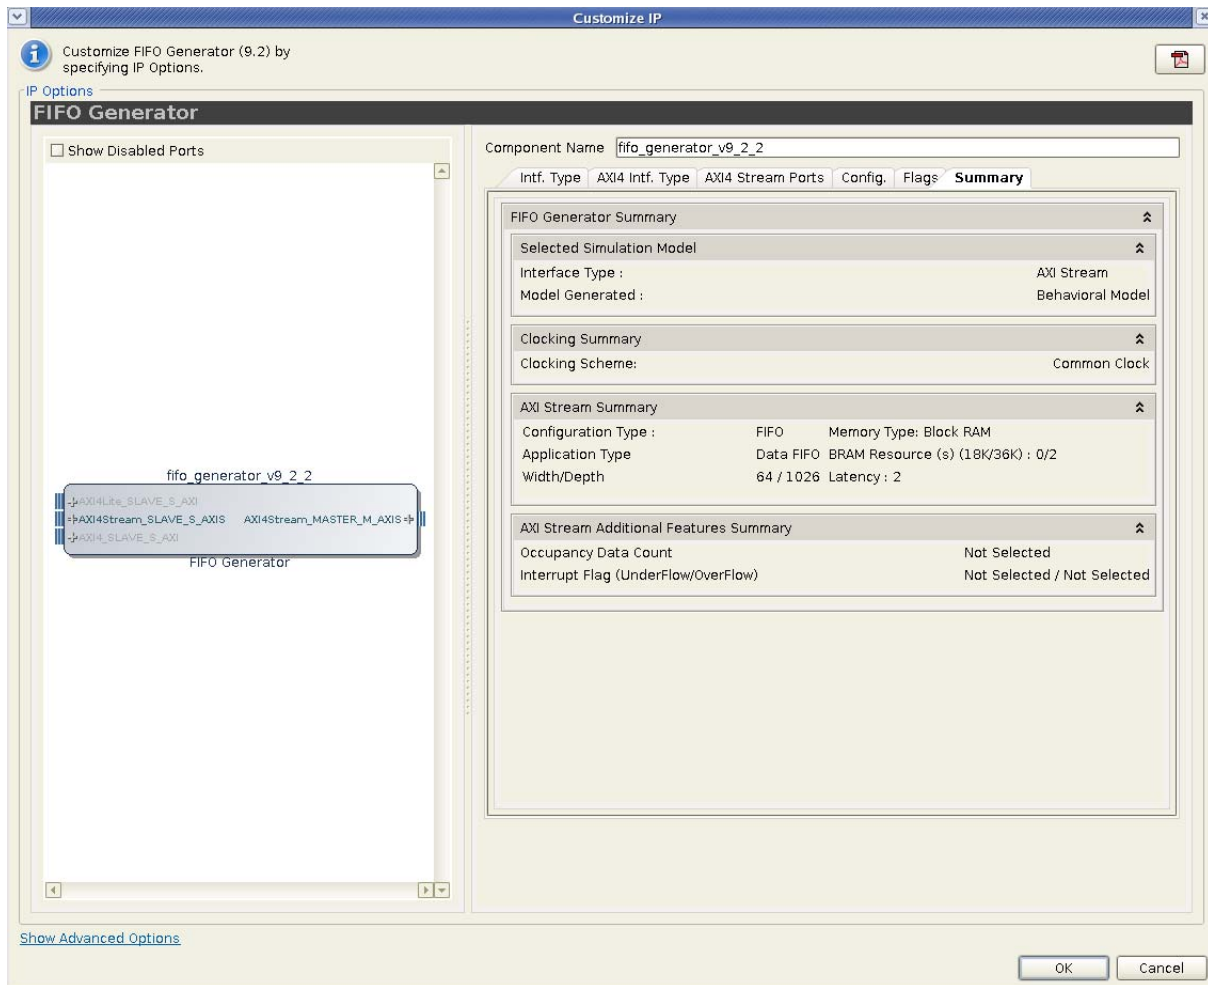 Customize IP
Customize FIFO Generator (9.2) by
specifying IP Options.
IP Options
FIFO Generator
Show Disabled Ports
fifo_generator_v9_2_2
AXI4Lite_SLAVE_S_AXI
AXI4Stream_SLAVE_S_AXIS AXI4Stream_MASTER_M_AXIS
AXI4_SLAVE_S_AXI
FIFO Generator
Component Name fifo_generator_v9_2_2
Intf. Type AXI4 Intf. Type AXI4 Stream Ports Config. Flags Summary
FIFO Generator Summary
Selected Simulation Model
Interface Type : AXI Stream
Model Generated : Behavioral Model
Clocking Summary
Clocking Scheme: Common Clock
AXI Stream Summary
Configuration Type : FIFO Memory Type: Block RAM
Application Type Data FIFO BRAM Resource (s) (18K/36K) : 0/2
Width/Depth 64 / 1026 Latency : 2
AXI Stream Additional Features Summary
Occupancy Data Count Not Selected
Interrupt Flag (UnderFlow/OverFlow) Not Selected / Not Selected
Show Advanced Options
OK Cancel